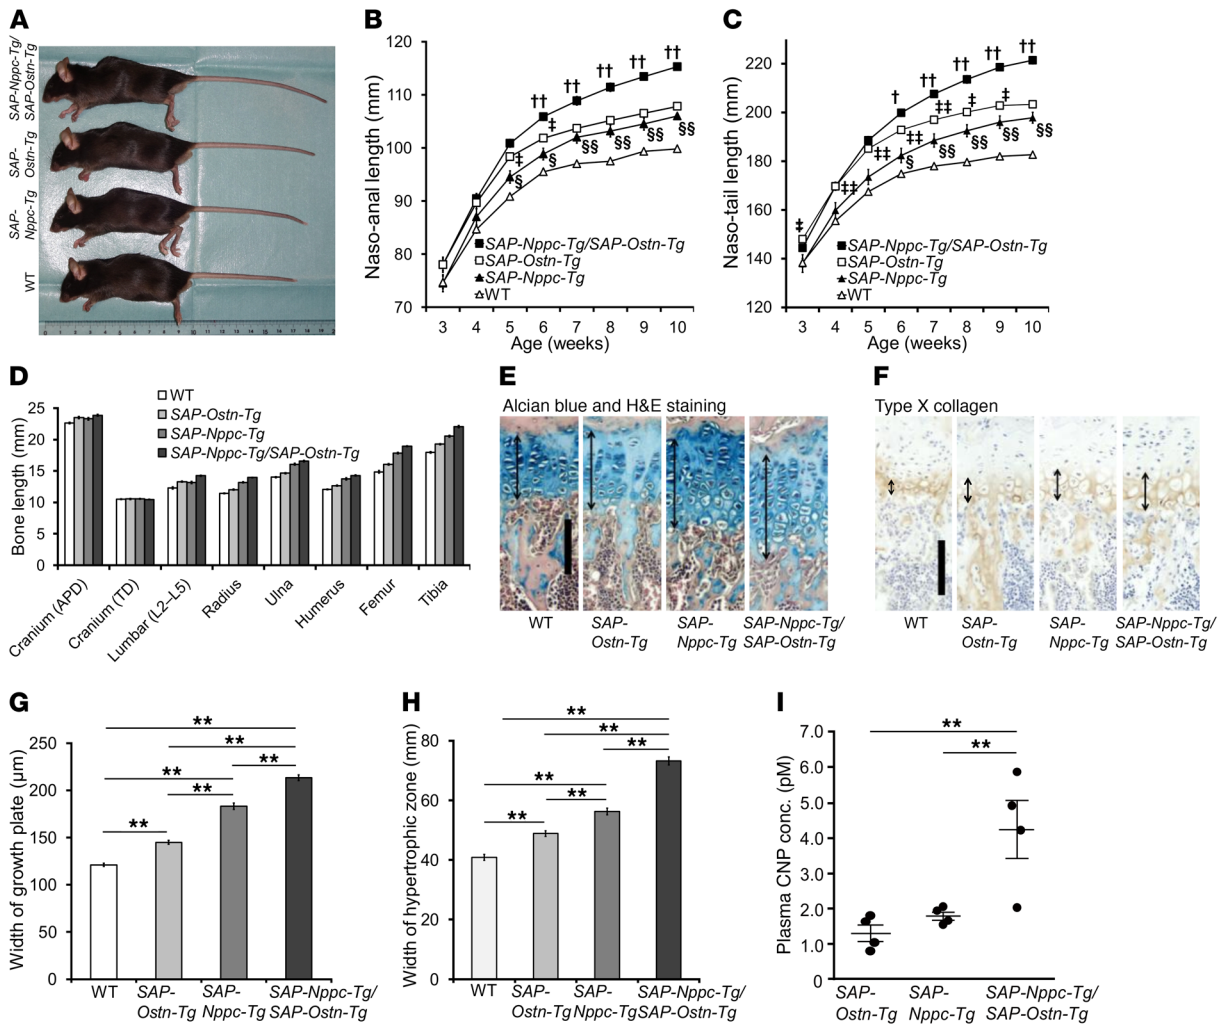 A
SAP-Nppc-Tg/
SAP-Ostn-Tg
SAP-
Ostn-Tg
SAP-
Nppc-Tg
WT
B
Naso-anal length (mm)
120
110
100
90
80
70
†† †† †† †† ††
‡ ‡
§ § §§ §§ §§ §§
SAP-Nppc-Tg/SAP-Ostn-Tg
SAP-Ostn-Tg
SAP-Nppc-Tg
WT
3 4 5 6 7 8 9 10
Age (weeks)
C
Naso-tail length (mm)
220
200
180
160
140
120
† †† †† †† ††
‡ ‡‡ ‡‡ ‡‡ ‡‡ ‡ ‡
§ §§ §§ §§ §§
SAP-Nppc-Tg/SAP-Ostn-Tg
SAP-Ostn-Tg
SAP-Nppc-Tg
WT
3 4 5 6 7 8 9 10
Age (weeks)
D
WT
SAP-Ostn-Tg
SAP-Nppc-Tg
SAP-Nppc-Tg/SAP-Ostn-Tg
Bone length (mm)
25
20
15
10
5
0
Cranium (APD)
Cranium (TD)
Lumbar (L2–L5)
Radius
Ulna
Humerus
Femur
Tibia
E
Alcian blue and H&E staining
WT
SAP-
Ostn-Tg
SAP-
Nppc-Tg
SAP-Nppc-Tg/
SAP-Ostn-Tg
F
Type X collagen
WT
SAP-
Ostn-Tg
SAP-
Nppc-Tg
SAP-Nppc-Tg/
SAP-Ostn-Tg
G
Width of growth plate (μm)
250
200
150
100
50
0
**
**
**
**
**
**
WT
SAP-
Ostn-Tg
SAP-
Nppc-Tg
SAP-Nppc-Tg/
SAP-Ostn-Tg
H
Width of hypertrophic zone (mm)
80
60
40
20
0
**
**
**
**
**
**
WT
SAP-
Ostn-Tg
SAP-
Nppc-Tg
SAP-Nppc-Tg/
SAP-Ostn-Tg
I
Plasma CNP conc. (pM)
7.0
6.0
5.0
4.0
3.0
2.0
1.0
0
**
**
SAP-
Ostn-Tg
SAP-
Nppc-Tg
SAP-Nppc-Tg/
SAP-Ostn-Tg